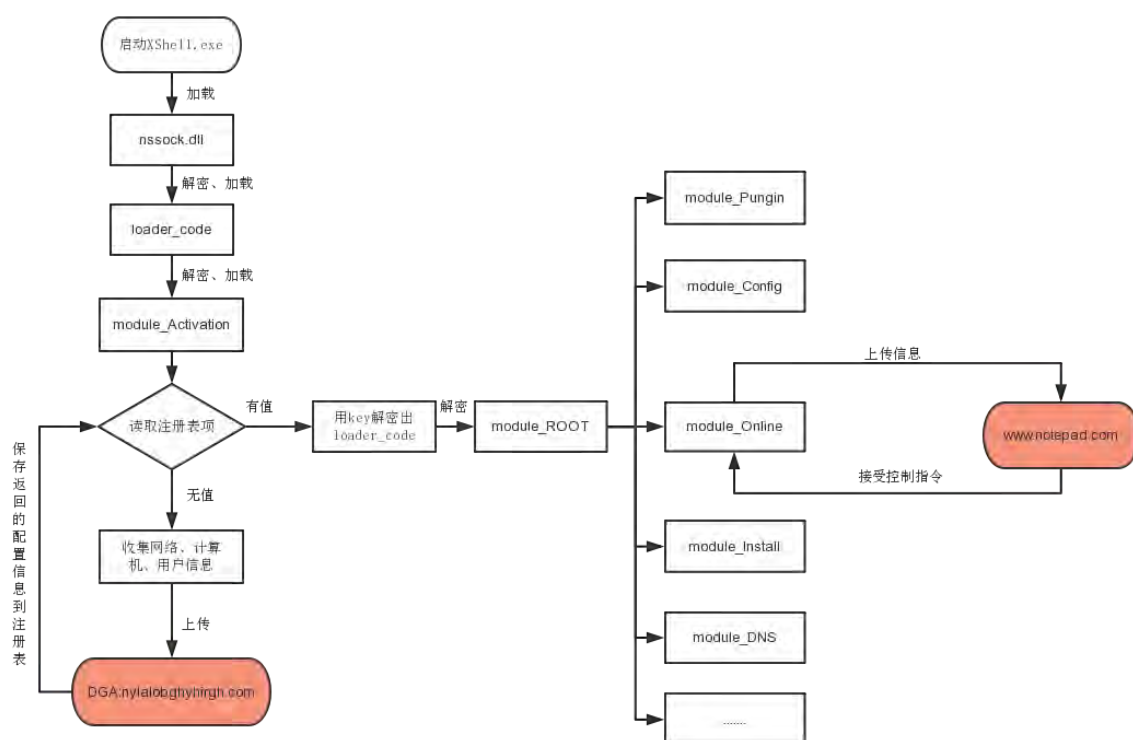 启动XShell.exe
加载
nssock.dll
解密、加载
loader_code
解密、加载
module_Activation
读取注册表项
有值
用key解密出
loader_code
解密
module_ROOT
无值
收集网络、计算
机、用户信息
上传
保存返回的配置信息到注册表
module_Pungin
module_Config
上传信息
module_Online
www.notepad.com
接受控制指令
module_Install
module_DNS
.......